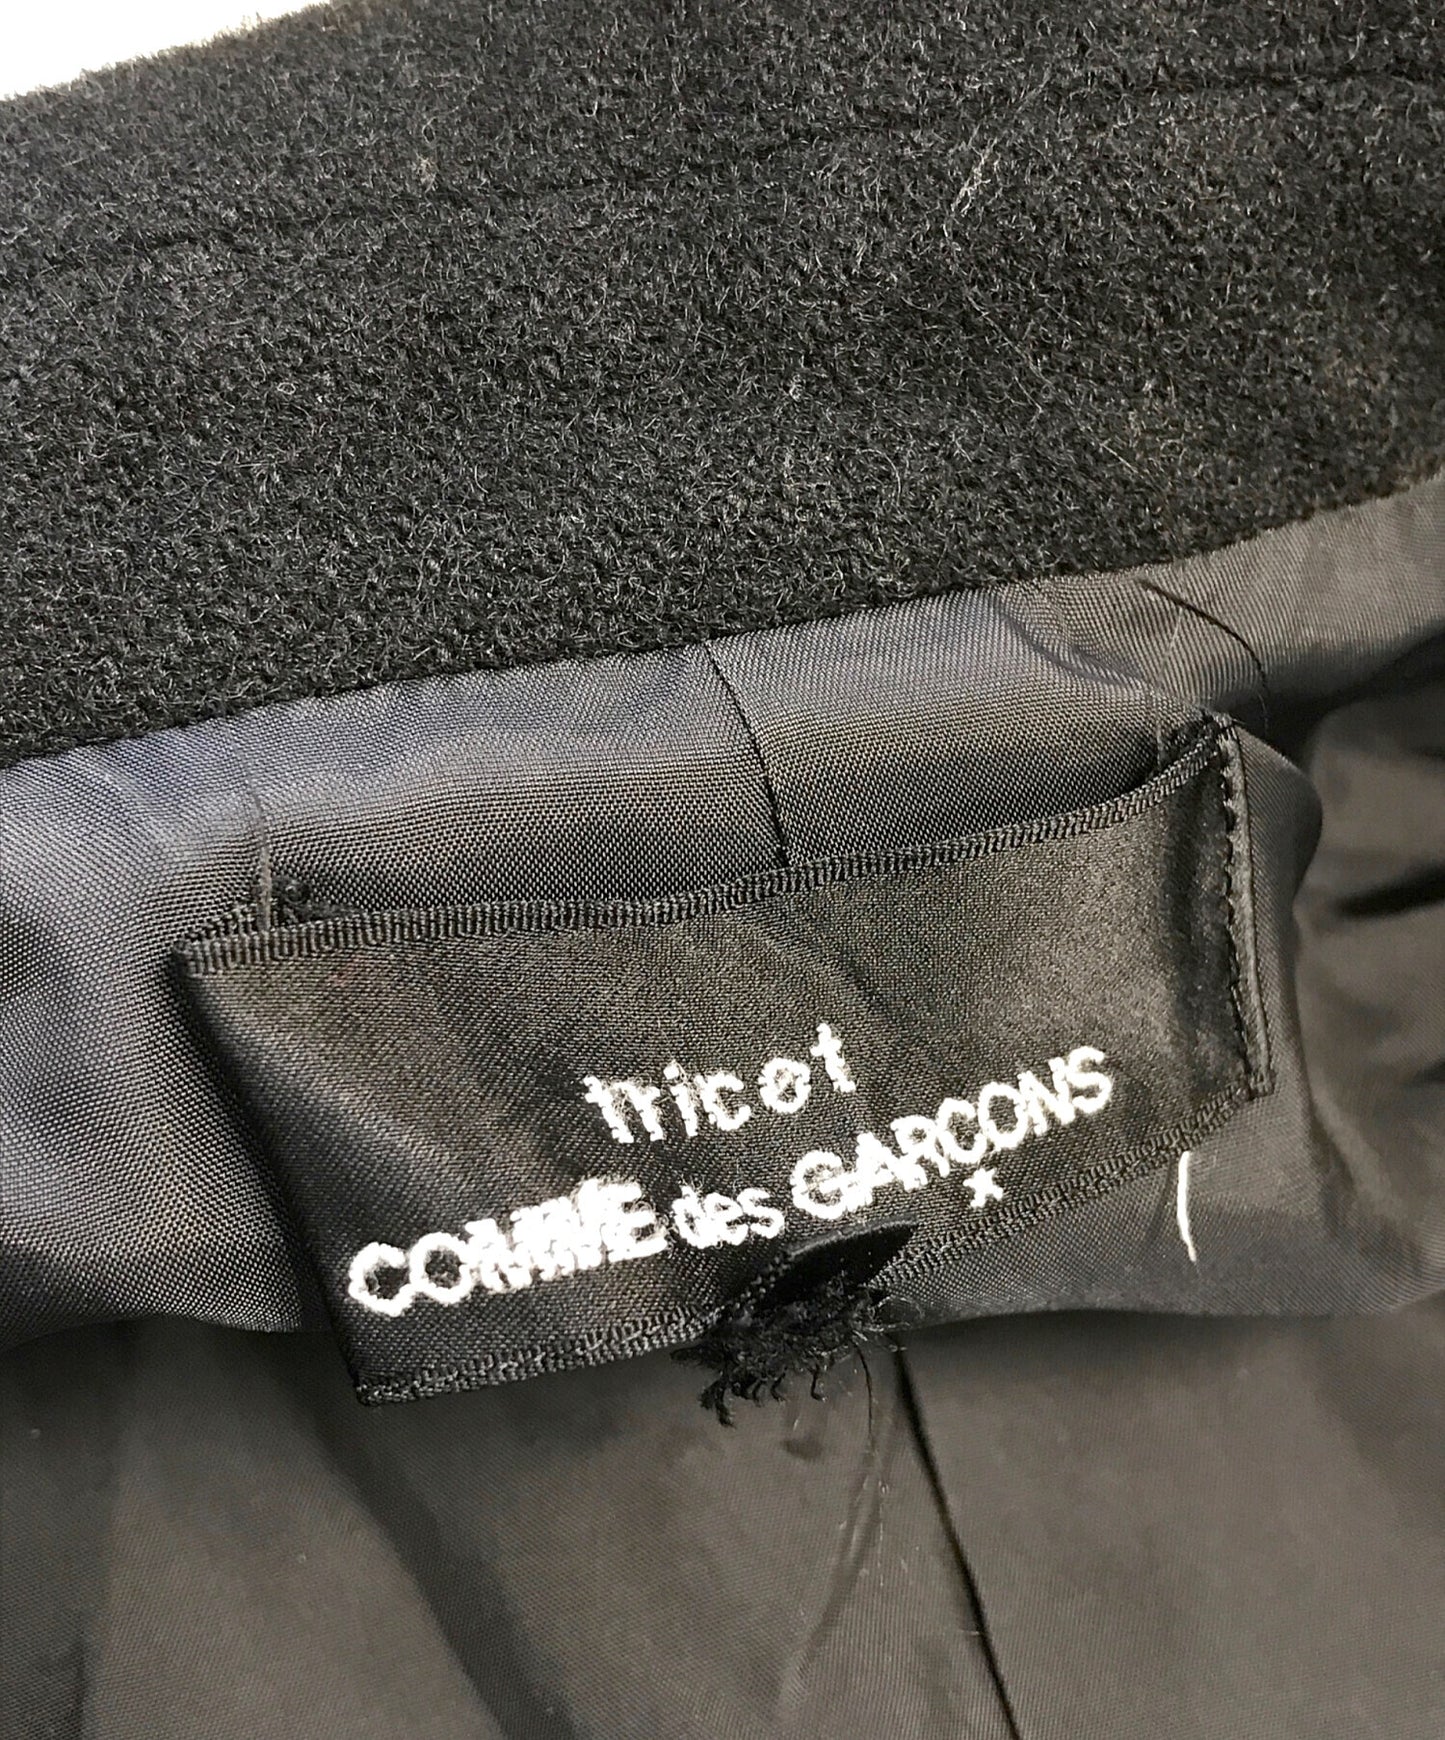 tricot
COMME des GARCONS
*